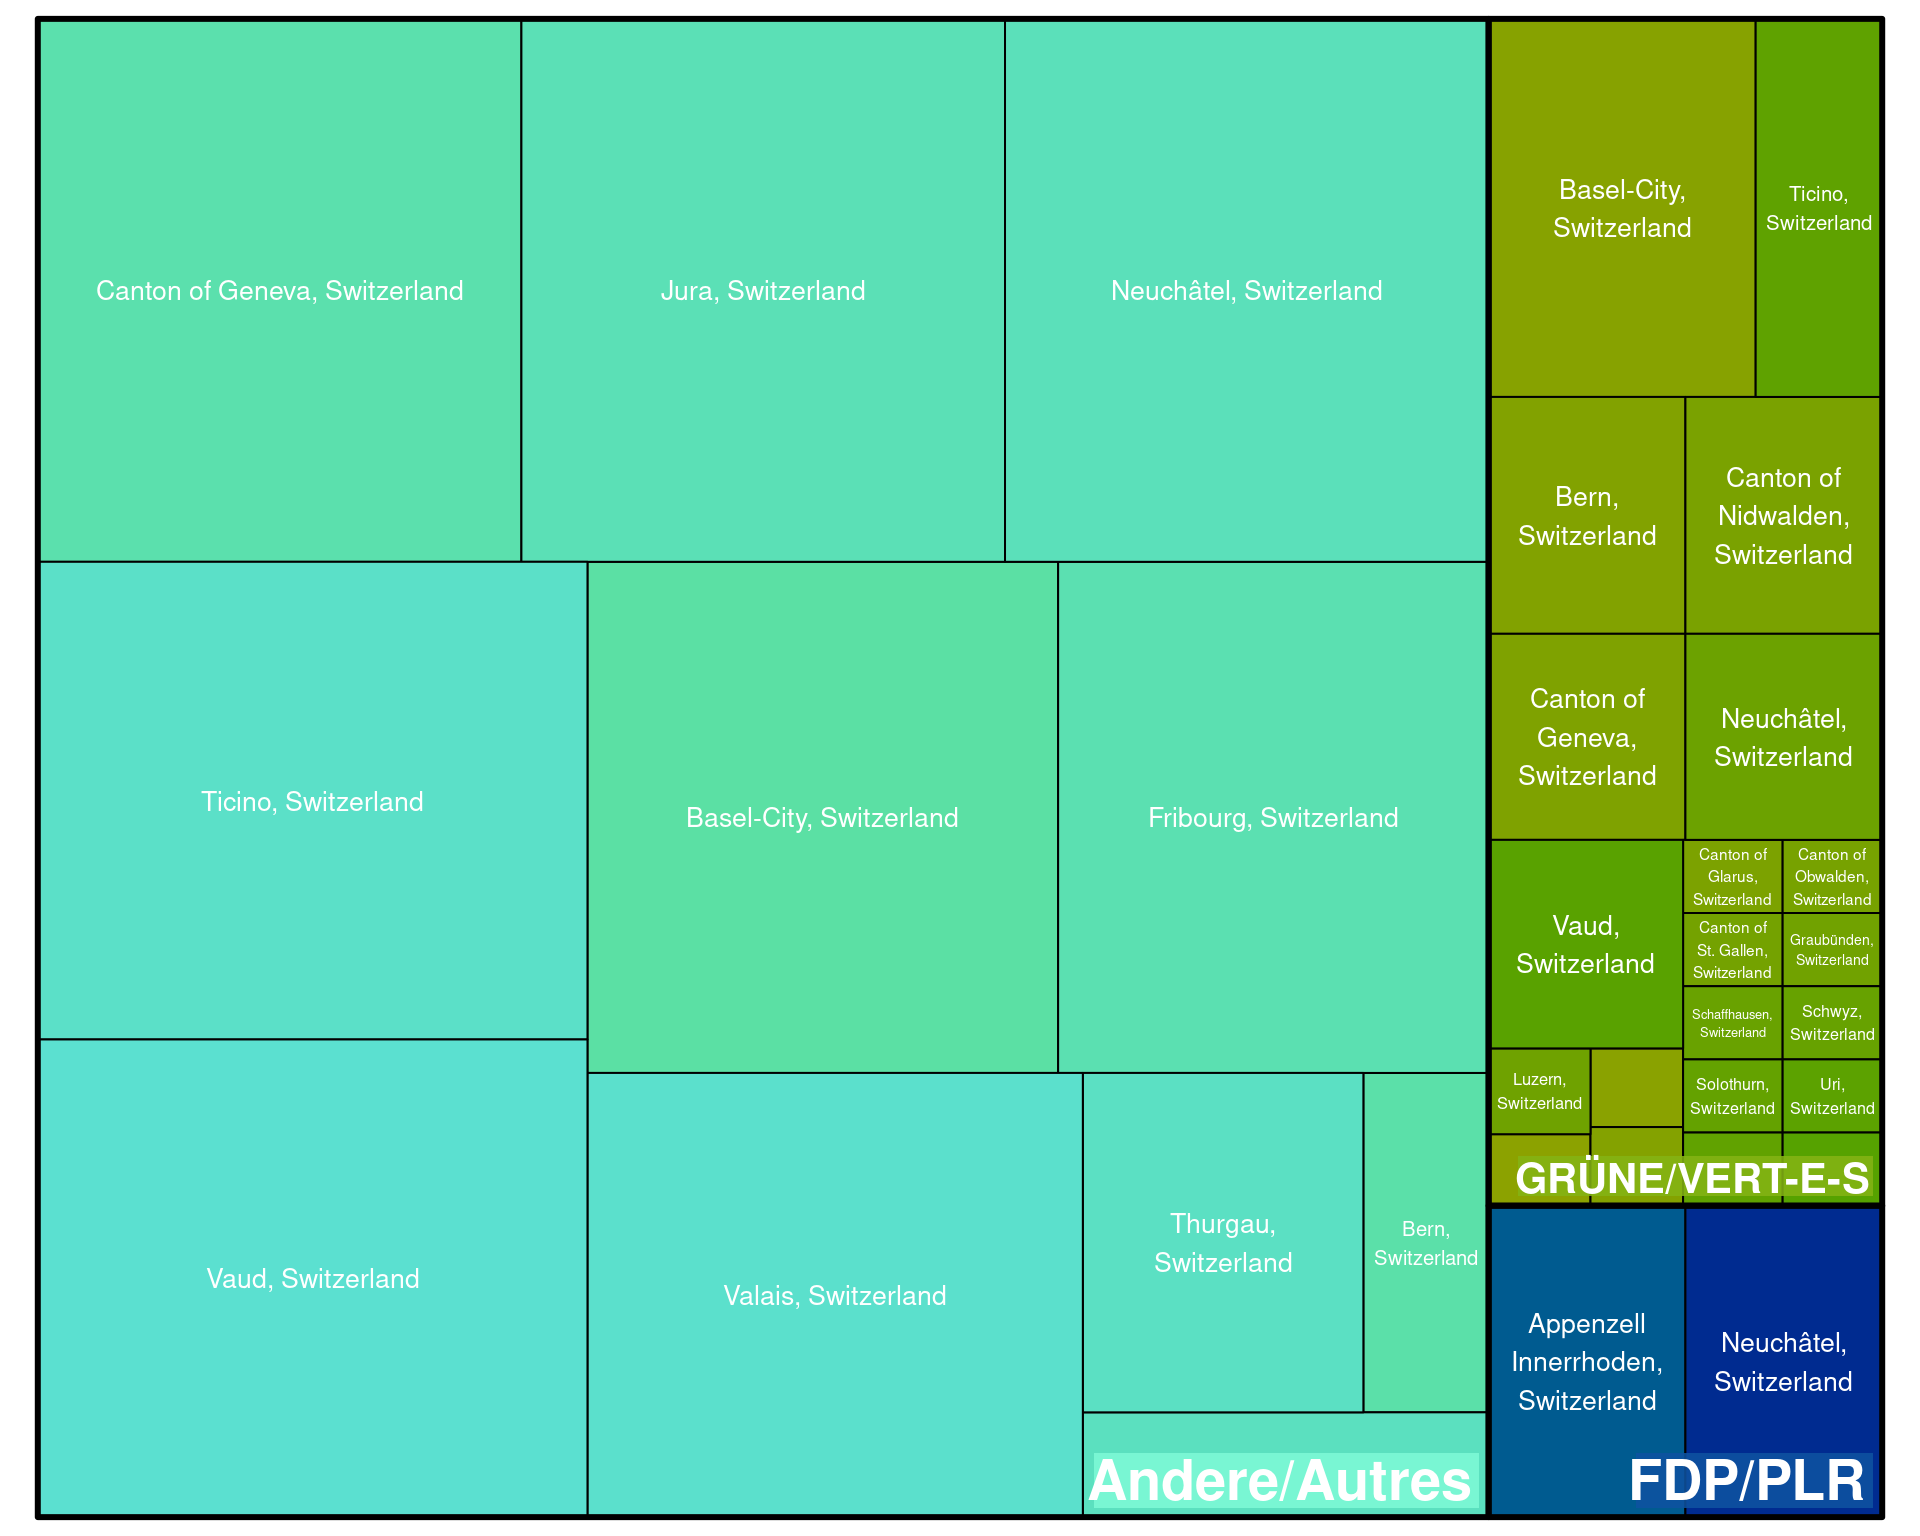 Canton of Geneva, Switzerland
Jura, Switzerland
Neuchâtel, Switzerland
Ticino, Switzerland
Basel-City, Switzerland
Fribourg, Switzerland
Vaud, Switzerland
Valais, Switzerland
Thurgau,
Switzerland
Bern,
Switzerland
Andere/Autres
Basel-City,
Switzerland
Ticino,
Switzerland
Bern,
Switzerland
Canton of
Nidwalden,
Switzerland
Canton of
Geneva,
Switzerland
Neuchâtel,
Switzerland
Vaud,
Switzerland
Canton of
Glarus,
Switzerland
Canton of
Obwalden,
Switzerland
Canton of
St. Gallen,
Switzerland
Graubünden,
Switzerland
Schaffhausen,
Switzerland
Schwyz,
Switzerland
Luzern,
Switzerland
Solothurn,
Switzerland
Uri,
Switzerland
GRÜNE/VERT-E-S
Appenzell
Innerrhoden,
Switzerland
Neuchâtel,
Switzerland
FDP/PLR